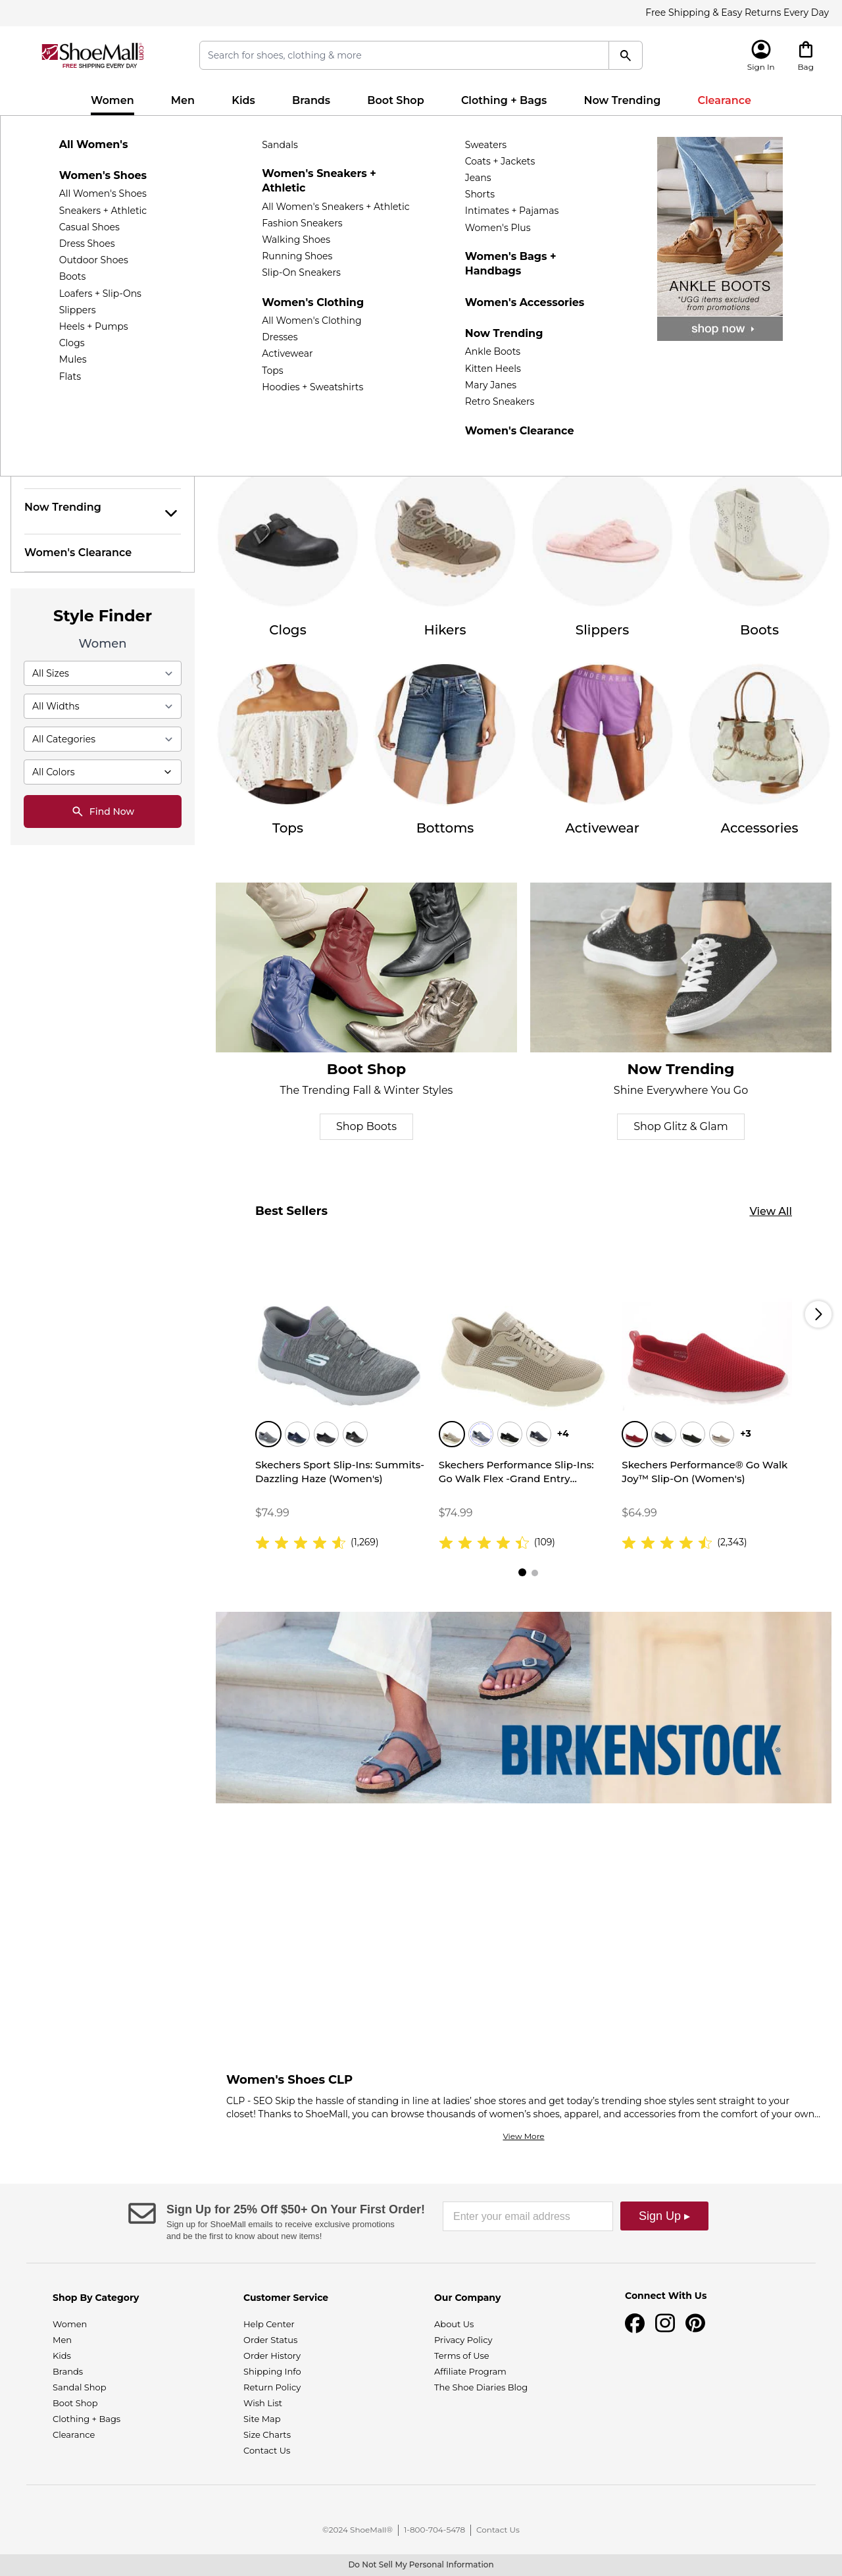 Free Shipping & Easy Returns Every Day
ShoeMall.com
FREE SHIPPING EVERY DAY
Search for shoes, clothing & more
Sign In
Bag
Women
Men
Kids
Brands
Boot Shop
Clothing + Bags
Now Trending
Clearance
All Women's
Women's Shoes
All Women's Shoes
Sneakers + Athletic
Casual Shoes
Dress Shoes
Outdoor Shoes
Boots
Loafers + Slip-Ons
Slippers
Heels + Pumps
Clogs
Mules
Flats
Sandals
Women's Sneakers +
Athletic
All Women's Sneakers + Athletic
Fashion Sneakers
Walking Shoes
Running Shoes
Slip-On Sneakers
Women's Clothing
All Women's Clothing
Dresses
Activewear
Tops
Hoodies + Sweatshirts
Sweaters
Coats + Jackets
Jeans
Shorts
Intimates + Pajamas
Women's Plus
Women's Bags +
Handbags
Women's Accessories
Now Trending
Ankle Boots
Kitten Heels
Mary Janes
Retro Sneakers
Women's Clearance
ANKLE BOOTS
*UGG items excluded
from promotions
shop now
Now Trending
Women's Clearance
Style Finder
Women
All Sizes
All Widths
All Categories
All Colors
Find Now
Clogs
Hikers
Slippers
Boots
Tops
Bottoms
Activewear
Accessories
Boot Shop
The Trending Fall & Winter Styles
Shop Boots
Now Trending
Shine Everywhere You Go
Shop Glitz & Glam
Best Sellers
View All
+4
+3
Skechers Sport Slip-Ins: Summits-
Dazzling Haze (Women's)
$74.99
(1,269)
Skechers Performance Slip-Ins:
Go Walk Flex -Grand Entry...
$74.99
(109)
Skechers Performance® Go Walk
Joy™ Slip-On (Women's)
$64.99
(2,343)
BIRKENSTOCK®
Women's Shoes CLP
CLP - SEO Skip the hassle of standing in line at ladies’ shoe stores and get today’s trending shoe styles sent straight to your
closet! Thanks to ShoeMall, you can browse thousands of women’s shoes, apparel, and accessories from the comfort of your own...
View More
Sign Up for 25% Off $50+ On Your First Order!
Sign up for ShoeMall emails to receive exclusive promotions
and be the first to know about new items!
Enter your email address
Sign Up ▸
Shop By Category
Women
Men
Kids
Brands
Sandal Shop
Boot Shop
Clothing + Bags
Clearance
Customer Service
Help Center
Order Status
Order History
Shipping Info
Return Policy
Wish List
Site Map
Size Charts
Contact Us
Our Company
About Us
Privacy Policy
Terms of Use
Affiliate Program
The Shoe Diaries Blog
Connect With Us
©2024 ShoeMall®
1-800-704-5478
Contact Us
Do Not Sell My Personal Information